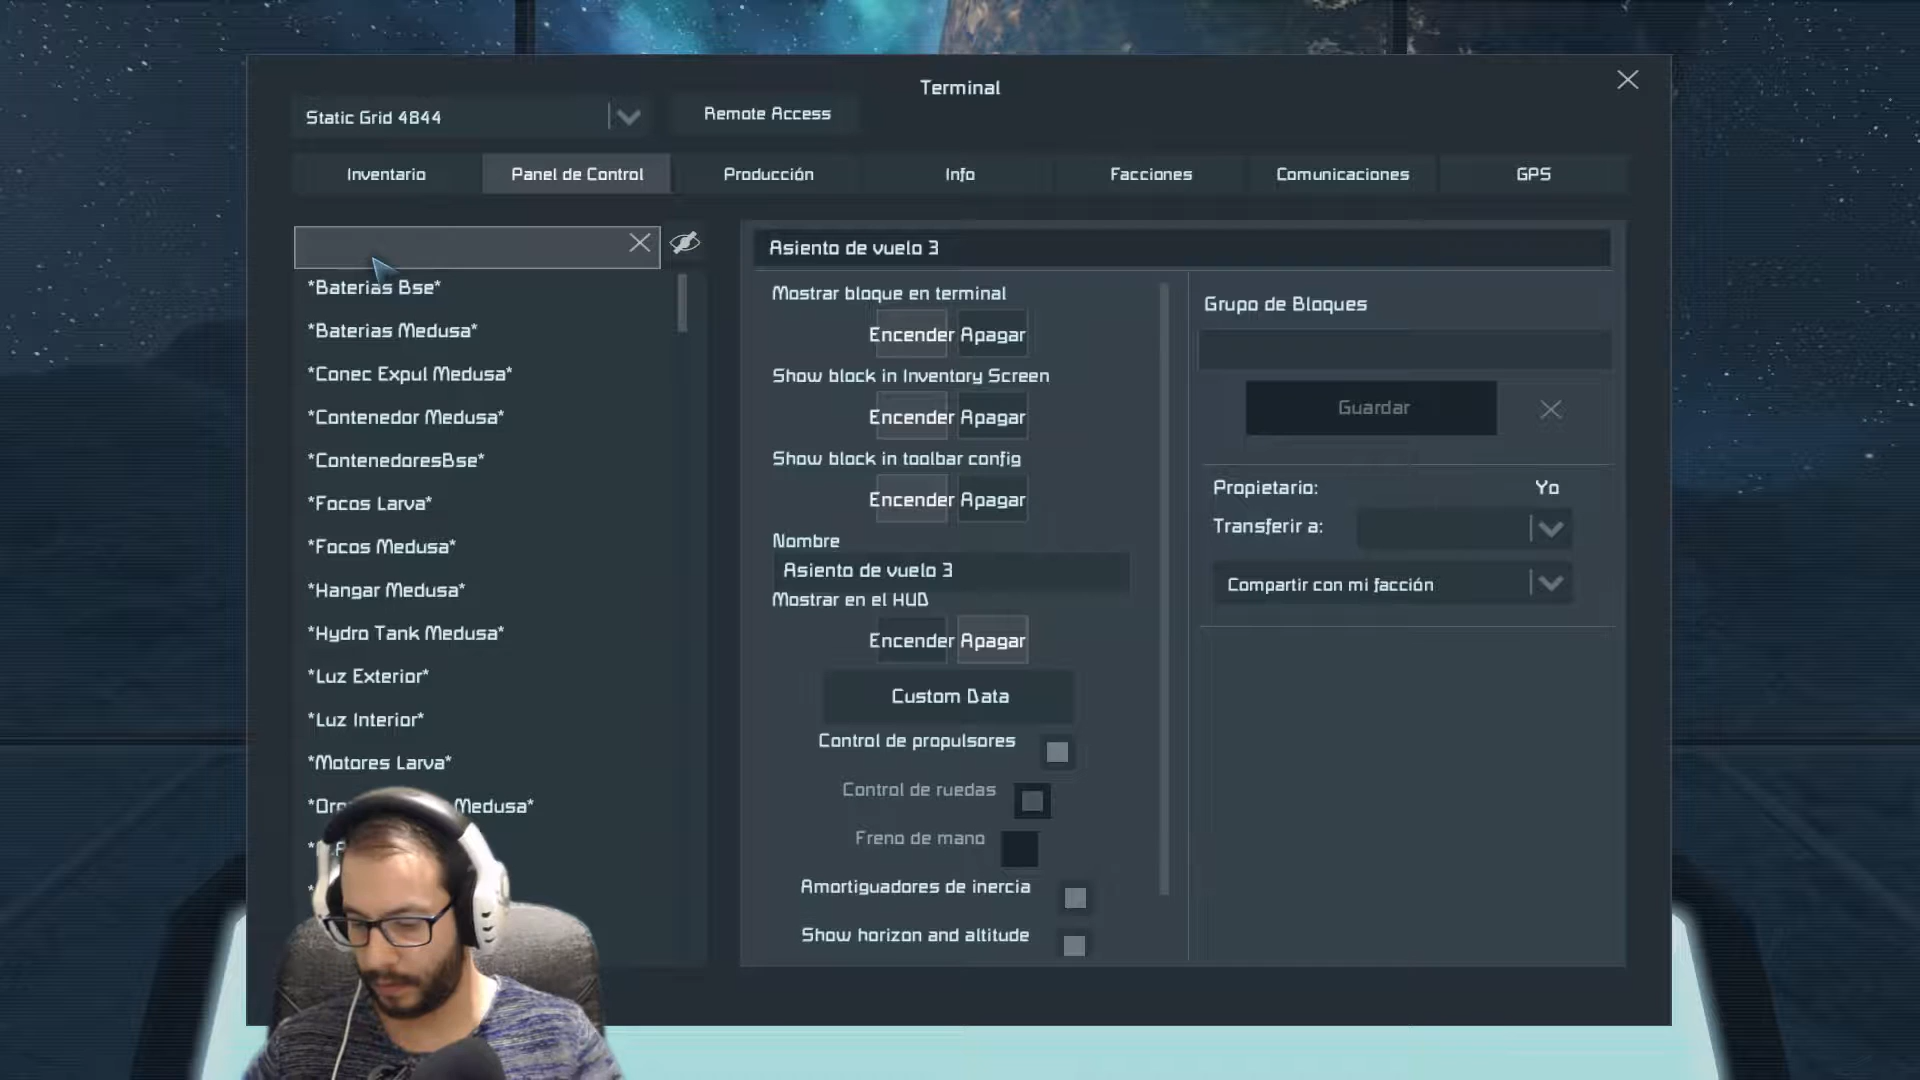 Terminal
Static Grid 4844
Remote Access
Inventario
Panel de Control
Producción
Info
Facciones
Comunicaciones
GPS
*Baterias Bse*
*Baterias Medusa*
*Conec Expul Medusa*
*Contenedor Medusa*
*ContenedoresBse*
*Focos Larva*
*Focos Medusa*
*Hangar Medusa*
*Hydro Tank Medusa*
*Luz Exterior*
*Luz Interior*
*Motores Larva*
Medusa*
Asiento de vuelo 3
Mostrar bloque en terminal
Encender Apagar
Show block in Inventory Screen
Encender Apagar
Show block in toolbar config
Encender Apagar
Nombre
Asiento de vuelo 3
Mostrar en el HUD
Encender Apagar
Custom Data
Control de propulsores
Control de ruedas
Freno de mano
Amortiguadores de inercia
Show horizon and altitude
Grupo de Bloques
Guardar
Propietario: Yo
Transferir a:
Compartir con mi facción